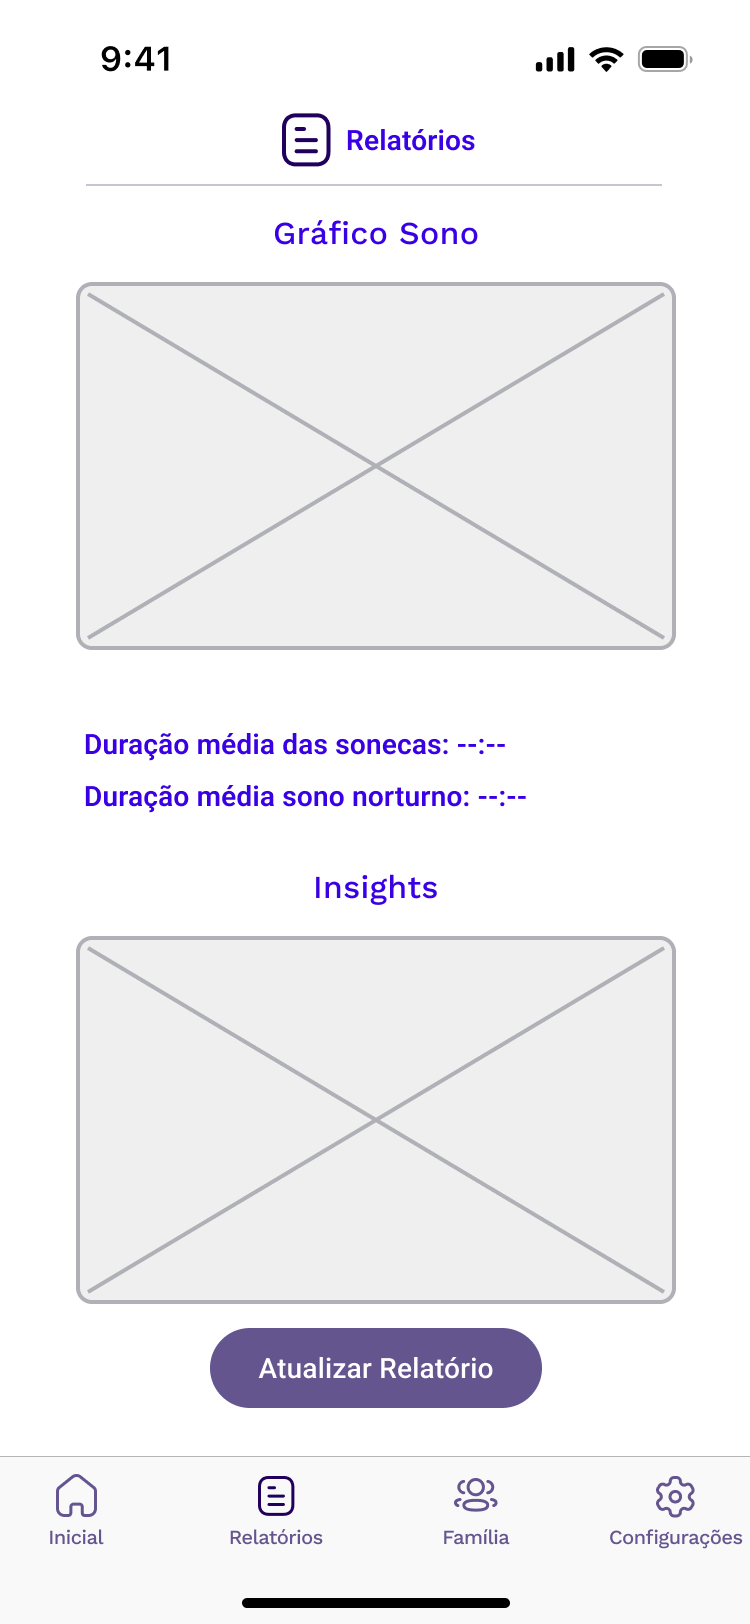 9:41
Relatórios
Gráfico Sono
Duração média das sonecas: --:--
Duração média sono norturno: --:--
Insights
Atualizar Relatório
Inicial
Relatórios
Família
Configurações